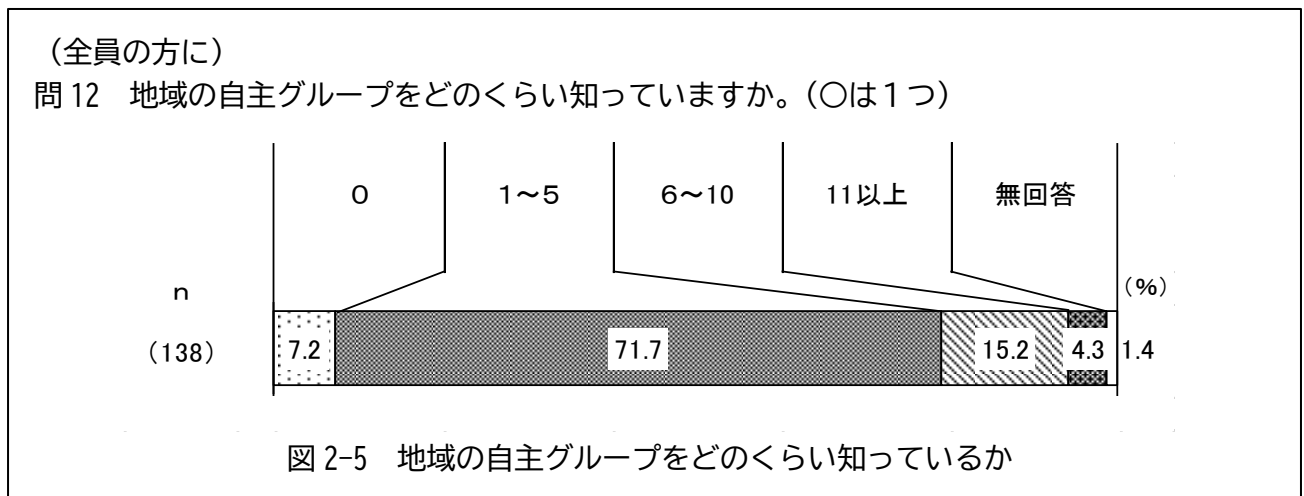 (全員の方に)
問 12　地域の自主グループをどのくらい知っていますか。(○は１つ)
０　１～５　６～10　11以上　無回答
ｎ　(％)
(138)　7.2　71.7　15.2　4.3　1.4
図 2-5　地域の自主グループをどのくらい知っているか